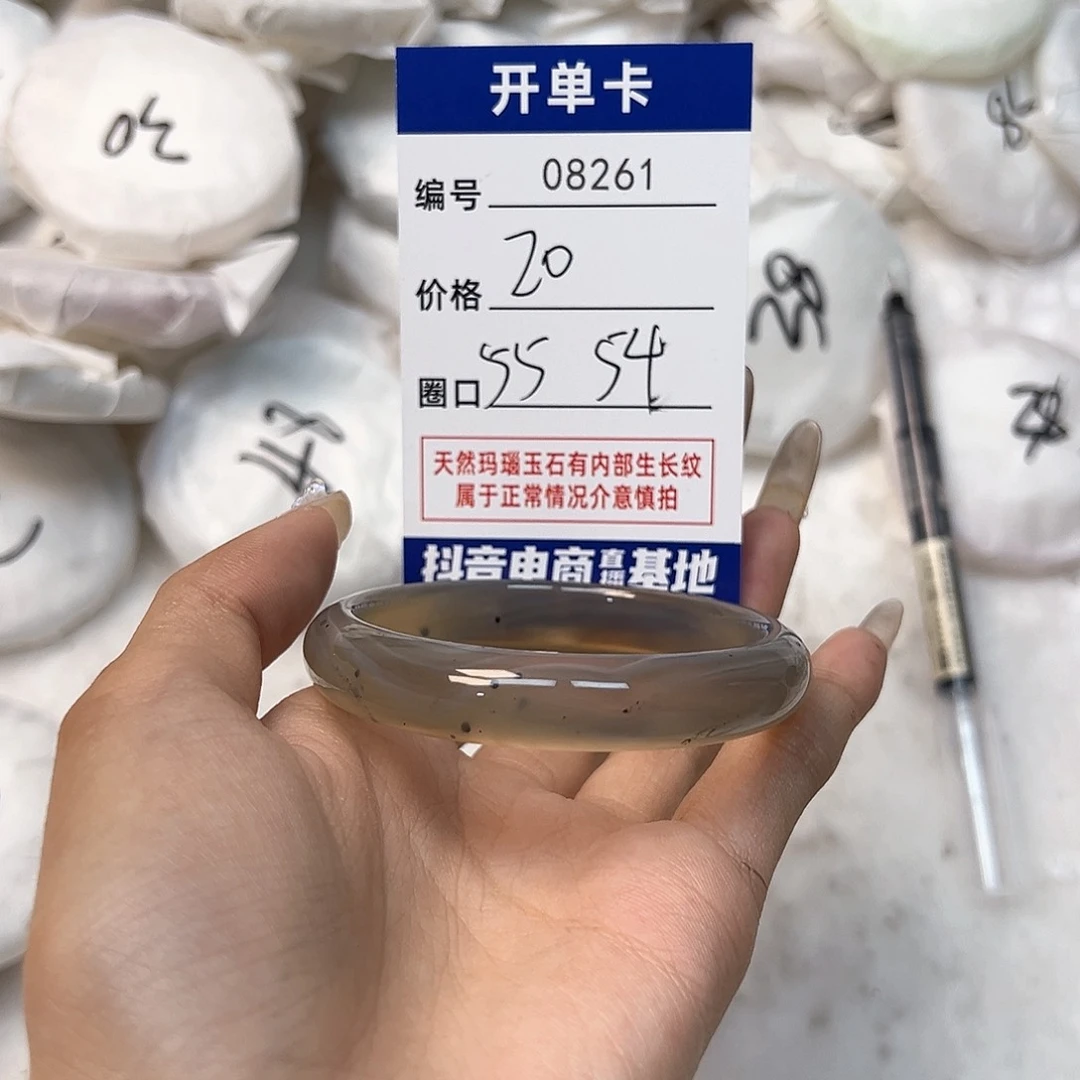 开单卡
编号 08261
价格 20
圈口 55 54
天然玛瑙玉石有内部生长纹
属于正常情况介意慎拍
抖音电商直播基地